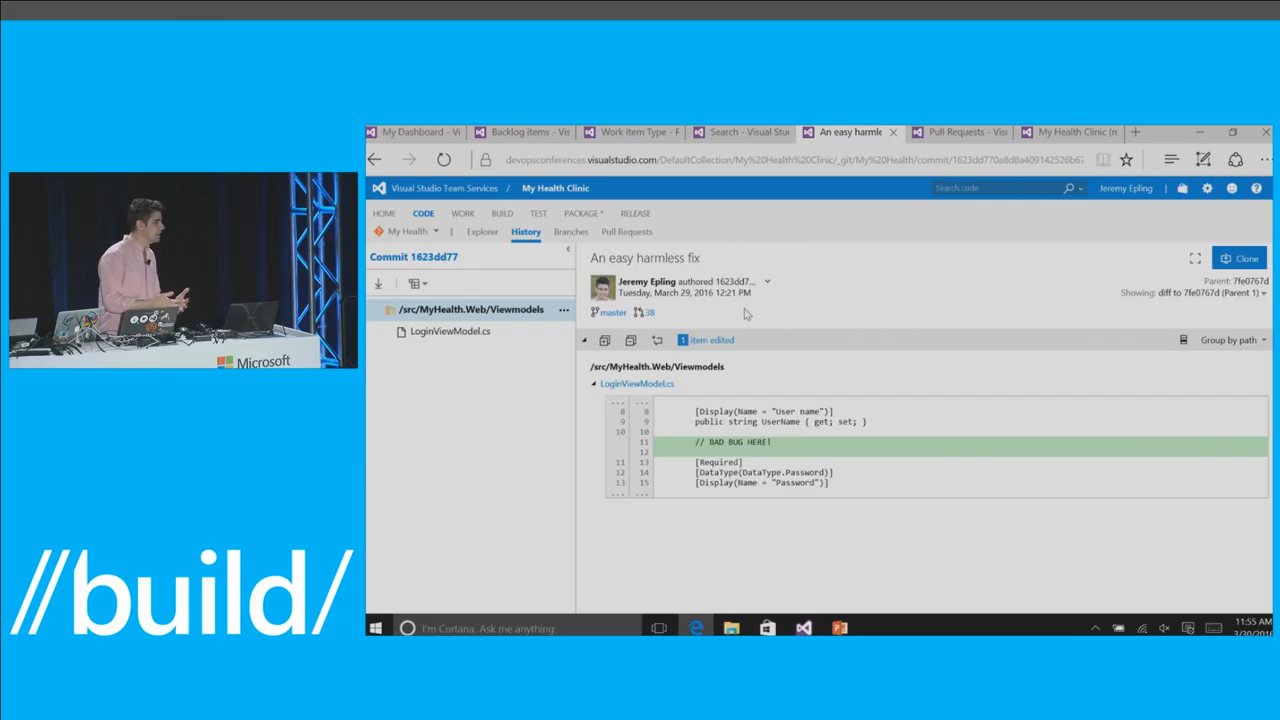 My Dashboard - Vi
Backlog items - Vis
Work Item Type - F
Search - Visual Stu
An easy harmle
Pull Requests - Visu
My Health Clinic (m
devopsconferences.visualstudio.com/DefaultCollection/My%20Health%20Clinic/_git/My%20Health/commit/1623dd770a8d8a409142526b67
Visual Studio Team Services / My Health Clinic
Search code
Jeremy Epling
HOME CODE WORK BUILD TEST PACKAGE* RELEASE
My Health | Explorer History Branches Pull Requests
Commit 1623dd77
/src/MyHealth.Web/Viewmodels
LoginViewModel.cs
An easy harmless fix
Clone
Jeremy Epling authored 1623dd7...
Tuesday, March 29, 2016 12:21 PM
Parent: 7fe0767d
Showing: diff to 7fe0767d (Parent 1)
master 38
1 item edited
Group by path
/src/MyHealth.Web/Viewmodels
LoginViewModel.cs
... ...
8 8 [Display(Name = "User name")]
9 9 public string UserName { get; set; }
10 10
11 // BAD BUG HERE!
12
11 13 [Required]
12 14 [DataType(DataType.Password)]
13 15 [Display(Name = "Password")]
... ...
I'm Cortana. Ask me anything.
11:55 AM
3/30/2016
Microsoft
//build/